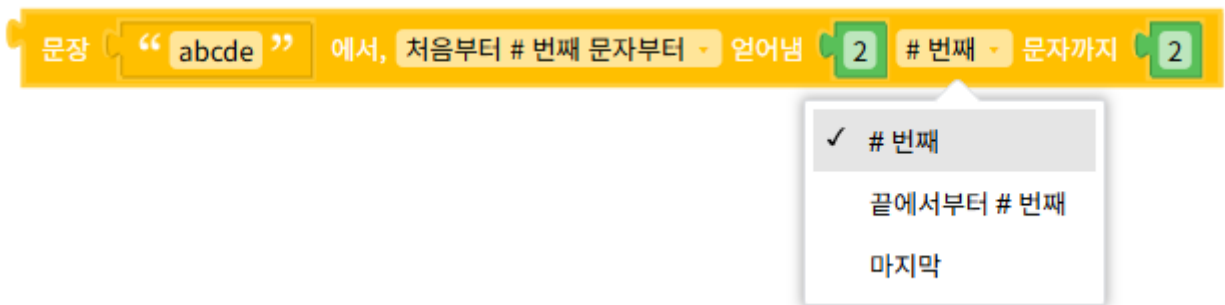 문장 “ abcde ” 에서, 처음부터 # 번째 문자부터 얻어냄 2 # 번째 문자까지 2
✓ # 번째
끝에서부터 # 번째
마지막